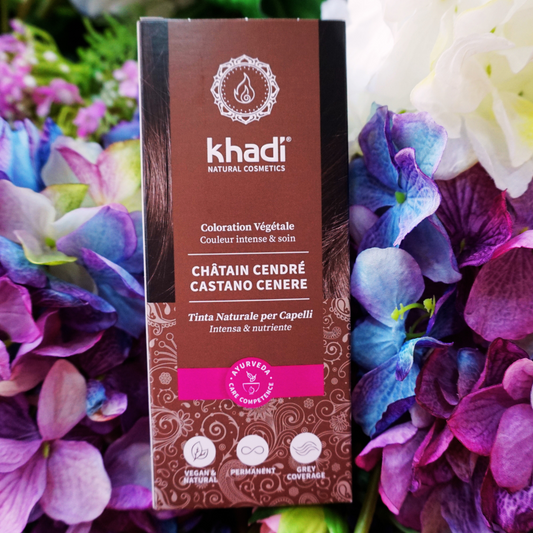 khadí®
NATURAL COSMETICS
Coloration Végétale
Couleur intense & soin
CHÂTAIN CENDRÉ
CASTANO CENERE
Tinta Naturale per Capelli
Intensa & nutriente
• AYURVEDA •
CARE COMPETENCE
VEGAN &
NATURAL
PERMANENT
GREY
COVERAGE